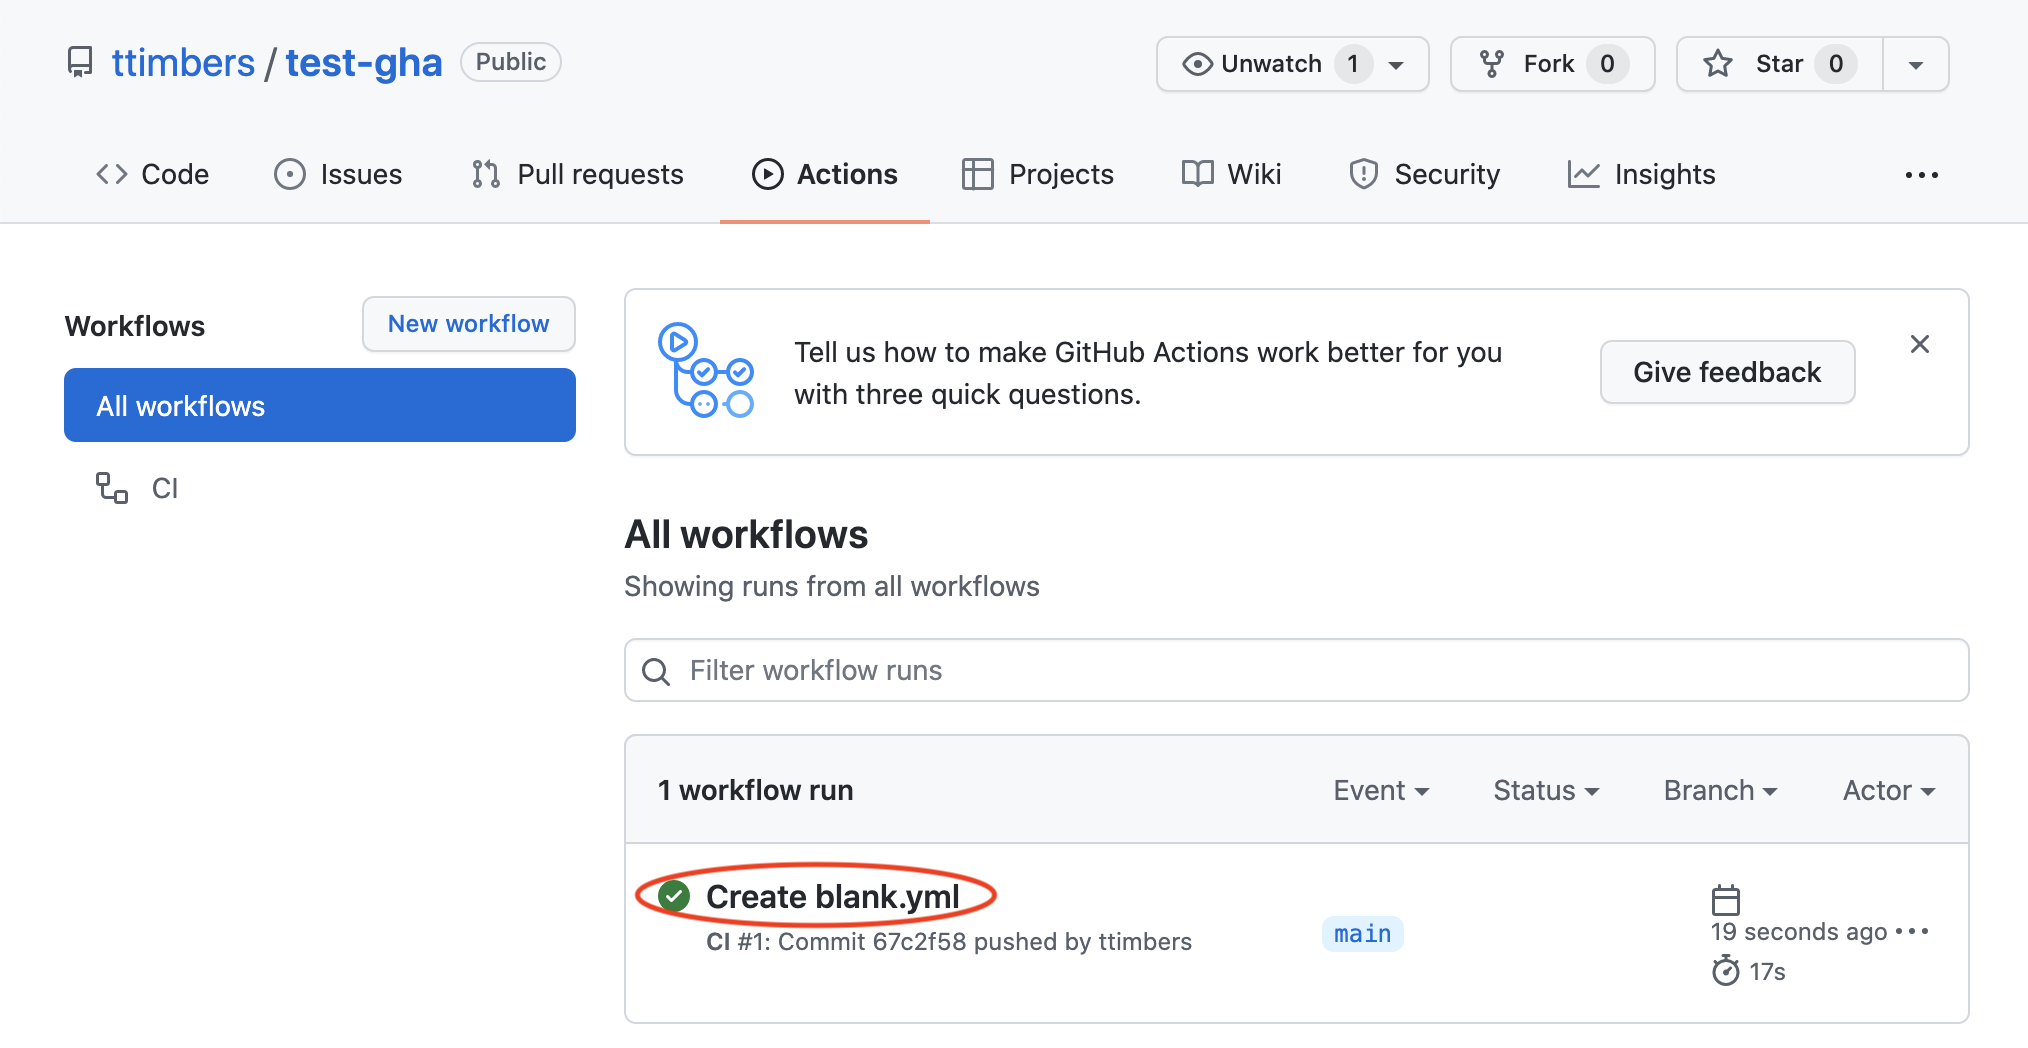 ttimbers / test-gha Public Unwatch 1 Fork 0 Star 0
Code Issues Pull requests Actions Projects Wiki Security Insights
Workflows New workflow
All workflows
CI
Tell us how to make GitHub Actions work better for you
with three quick questions.
Give feedback
All workflows
Showing runs from all workflows
Filter workflow runs
1 workflow run Event Status Branch Actor
Create blank.yml
CI #1: Commit 67c2f58 pushed by ttimbers
main
19 seconds ago
17s